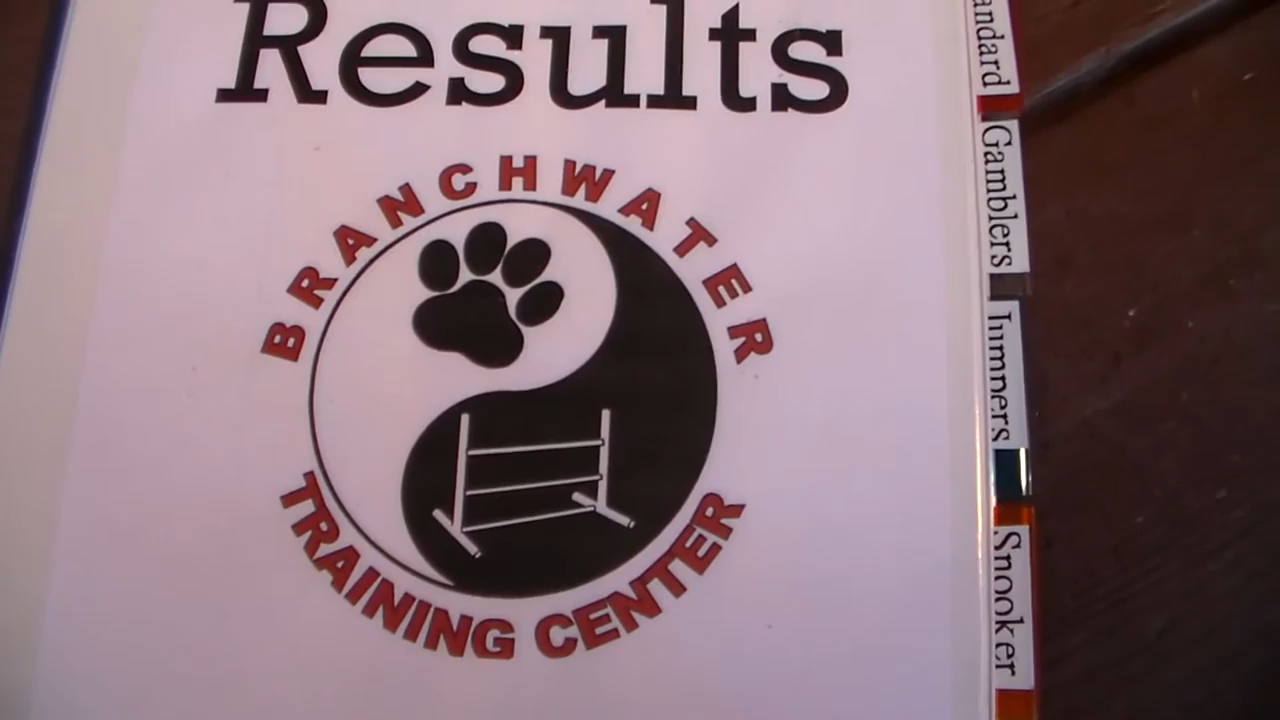 Results
BRANCHWATER
TRAINING CENTER
andard
Gamblers
Jumpers
Snooker